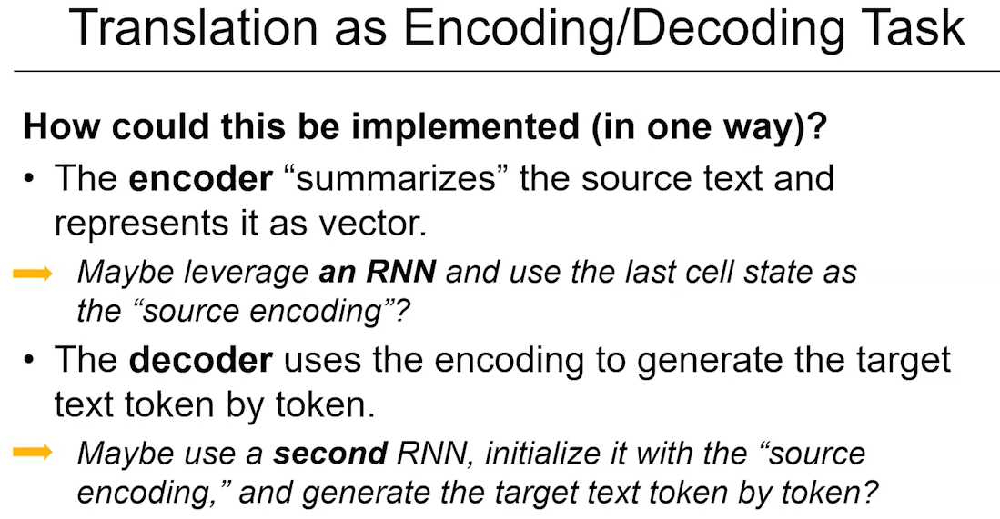 Translation as Encoding/Decoding Task
How could this be implemented (in one way)?
• The encoder “summarizes” the source text and
represents it as vector.
Maybe leverage an RNN and use the last cell state as
the “source encoding”?
• The decoder uses the encoding to generate the target
text token by token.
Maybe use a second RNN, initialize it with the “source
encoding,” and generate the target text token by token?